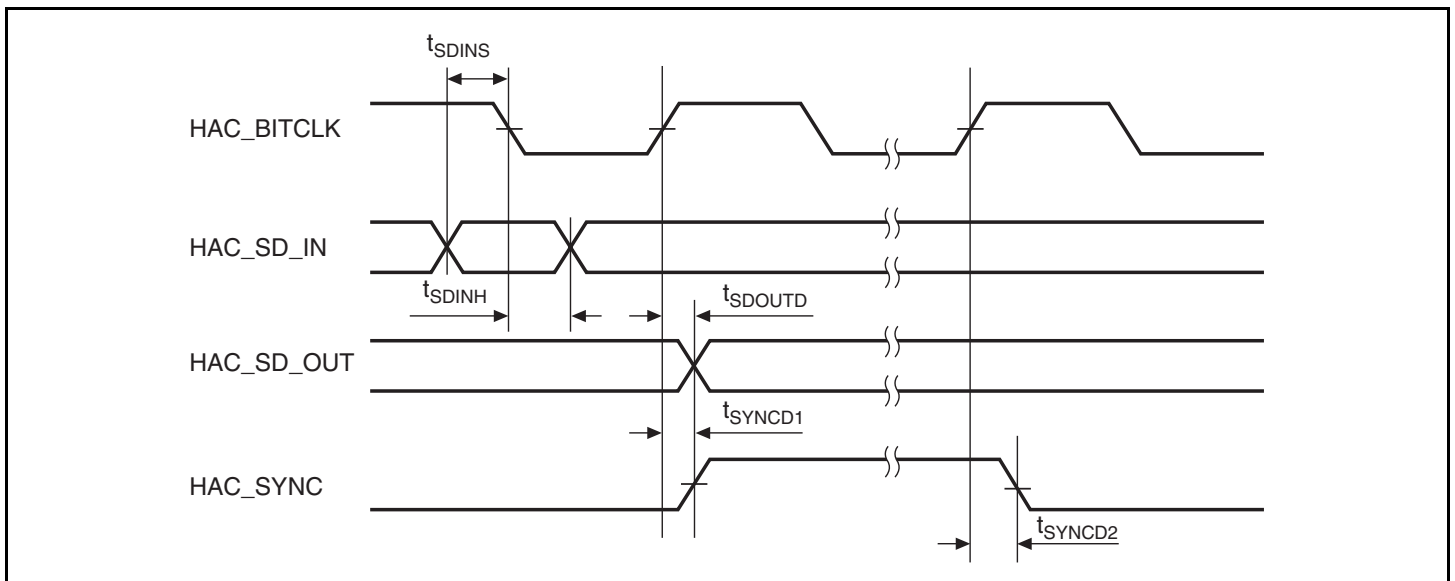 tSDINS
HAC_BITCLK
HAC_SD_IN
tSDINH
tSDOUTD
HAC_SD_OUT
tSYNCD1
HAC_SYNC
tSYNCD2